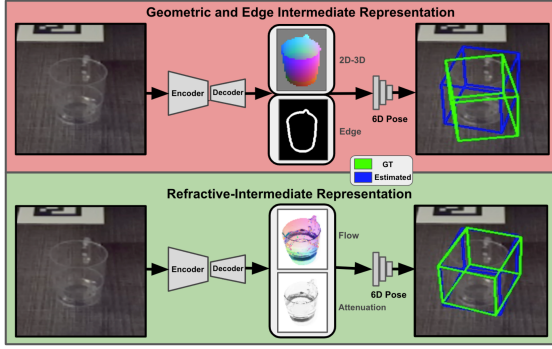 Geometric and Edge Intermediate Representation
2D-3D
Encoder
Decoder
6D Pose
Edge
GT
Estimated
Refractive-Intermediate Representation
Flow
Encoder
Decoder
6D Pose
Attenuation